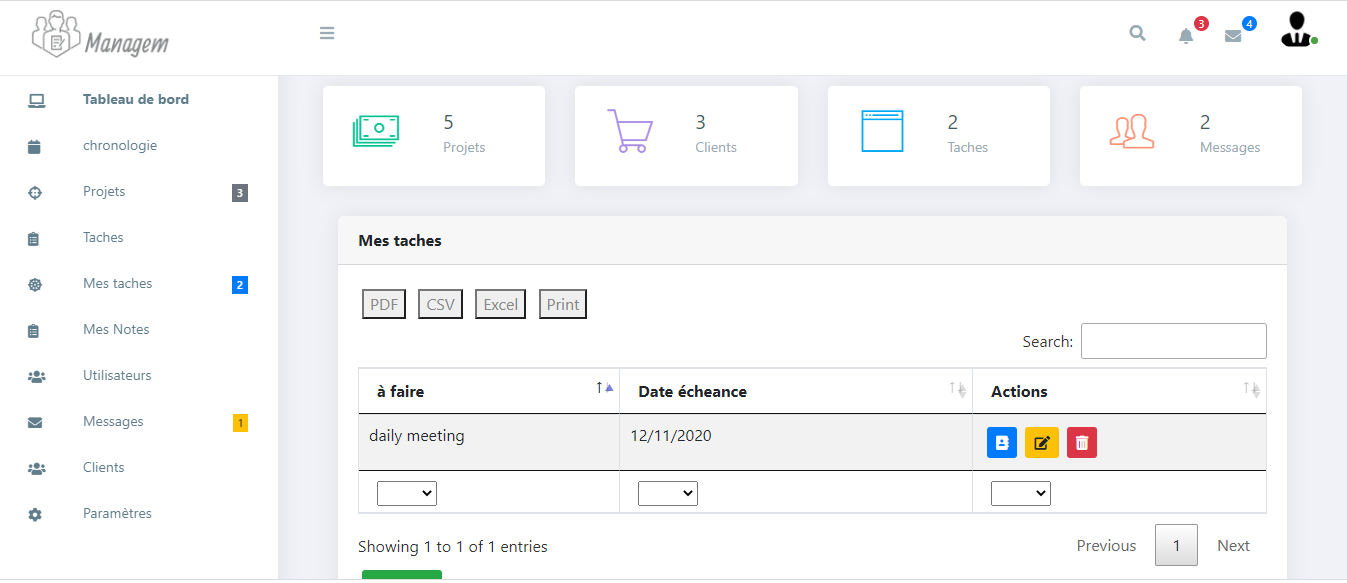 Managem
3
4
Tableau de bord
chronologie
Projets 3
Taches
Mes taches 2
Mes Notes
Utilisateurs
Messages 1
Clients
Paramètres
5
Projets
3
Clients
2
Taches
2
Messages
Mes taches
PDF CSV Excel Print
Search:
à faire Date écheance Actions
daily meeting 12/11/2020
Showing 1 to 1 of 1 entries
Previous 1 Next